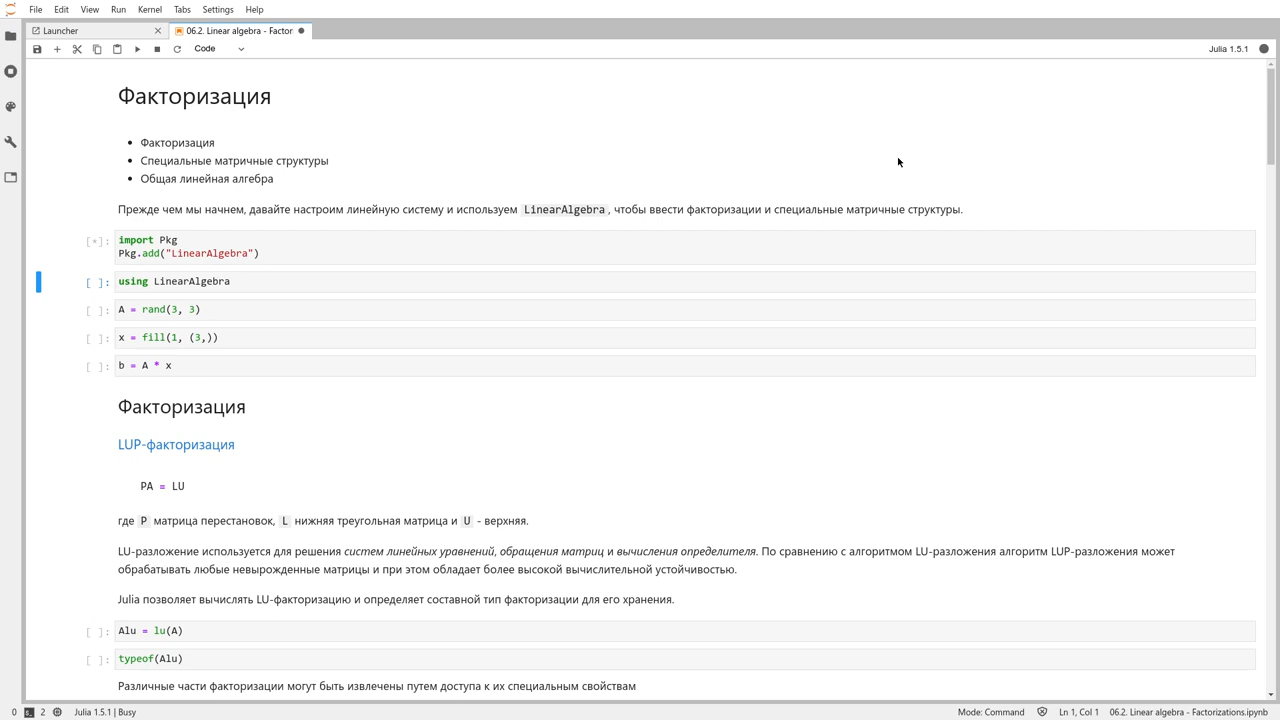 File Edit View Run Kernel Tabs Settings Help
Launcher
06.2. Linear algebra - Factor
Code
Julia 1.5.1
Факторизация
Факторизация
Специальные матричные структуры
Общая линейная алгебра
Прежде чем мы начнем, давайте настроим линейную систему и используем LinearAlgebra, чтобы ввести факторизации и специальные матричные структуры.
[*]: import Pkg
Pkg.add("LinearAlgebra")
[ ]: using LinearAlgebra
[ ]: A = rand(3, 3)
[ ]: x = fill(1, (3,))
[ ]: b = A * x
Факторизация
LUP-факторизация
PA = LU
где P матрица перестановок, L нижняя треугольная матрица и U - верхняя.
LU-разложение используется для решения систем линейных уравнений, обращения матриц и вычисления определителя. По сравнению с алгоритмом LU-разложения алгоритм LUP-разложения может
обрабатывать любые невырожденные матрицы и при этом обладает более высокой вычислительной устойчивостью.
Julia позволяет вычислять LU-факторизацию и определяет составной тип факторизации для его хранения.
[ ]: Alu = lu(A)
[ ]: typeof(Alu)
Различные части факторизации могут быть извлечены путем доступа к их специальным свойствам
0 2 Julia 1.5.1 | Busy
Mode: Command Ln 1, Col 1 06.2. Linear algebra - Factorizations.ipynb